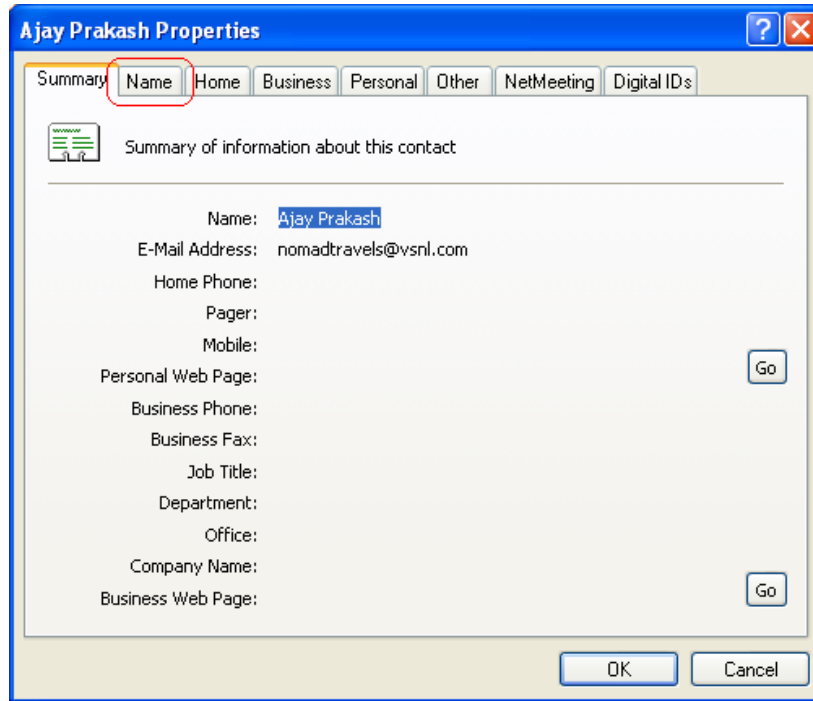 Ajay Prakash Properties
Summary Name Home Business Personal Other NetMeeting Digital IDs
Summary of information about this contact
Name: Ajay Prakash
E-Mail Address: nomadtravels@vsnl.com
Home Phone:
Pager:
Mobile:
Personal Web Page: Go
Business Phone:
Business Fax:
Job Title:
Department:
Office:
Company Name:
Business Web Page: Go
OK Cancel